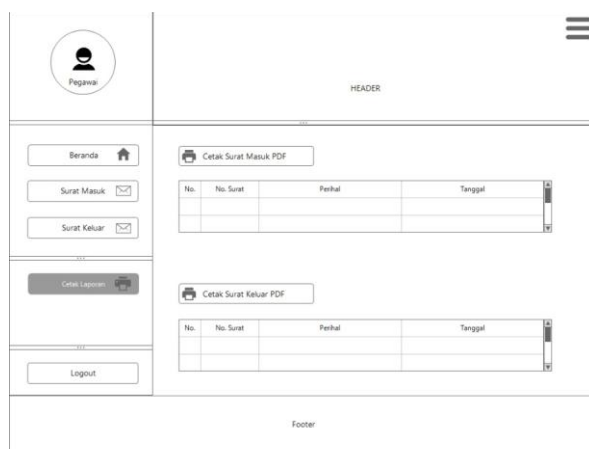 Pegawai
HEADER
Beranda
Surat Masuk
Surat Keluar
Cetak Laporan
Logout
Cetak Surat Masuk PDF
No. No. Surat Perihal Tanggal
Cetak Surat Keluar PDF
No. No. Surat Perihal Tanggal
Footer